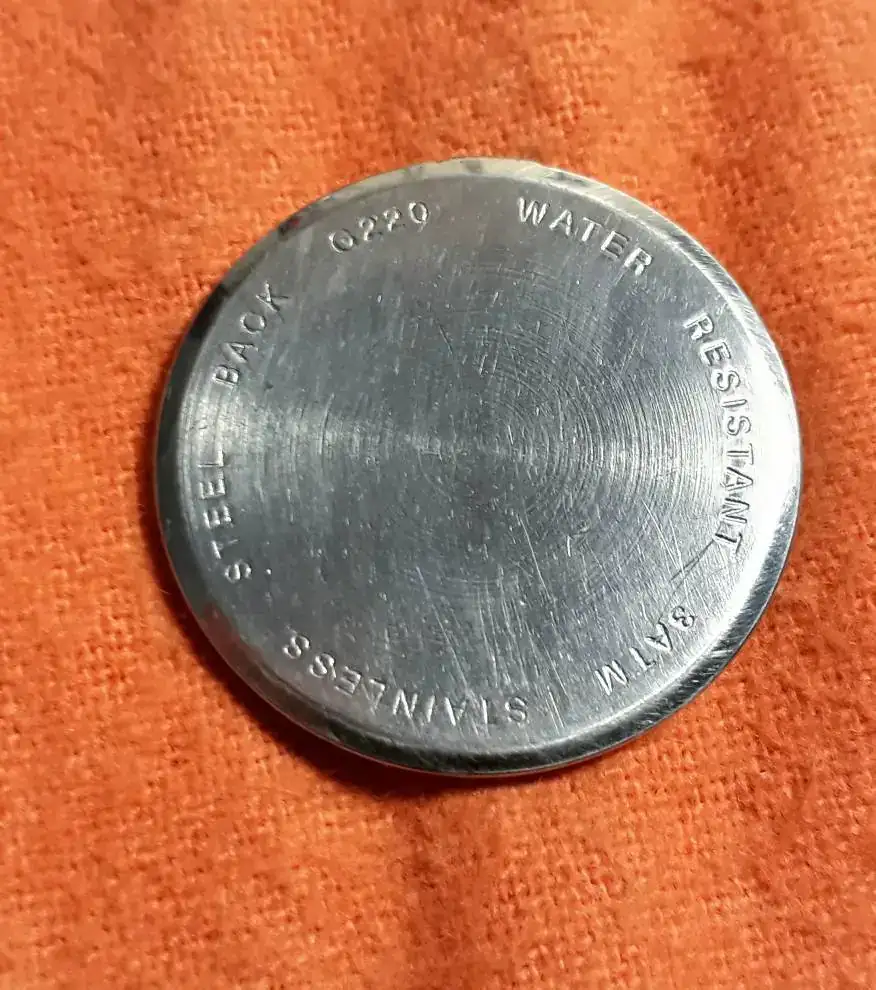 WATER RESISTANT 3ATM STAINLESS STEEL BACK G220